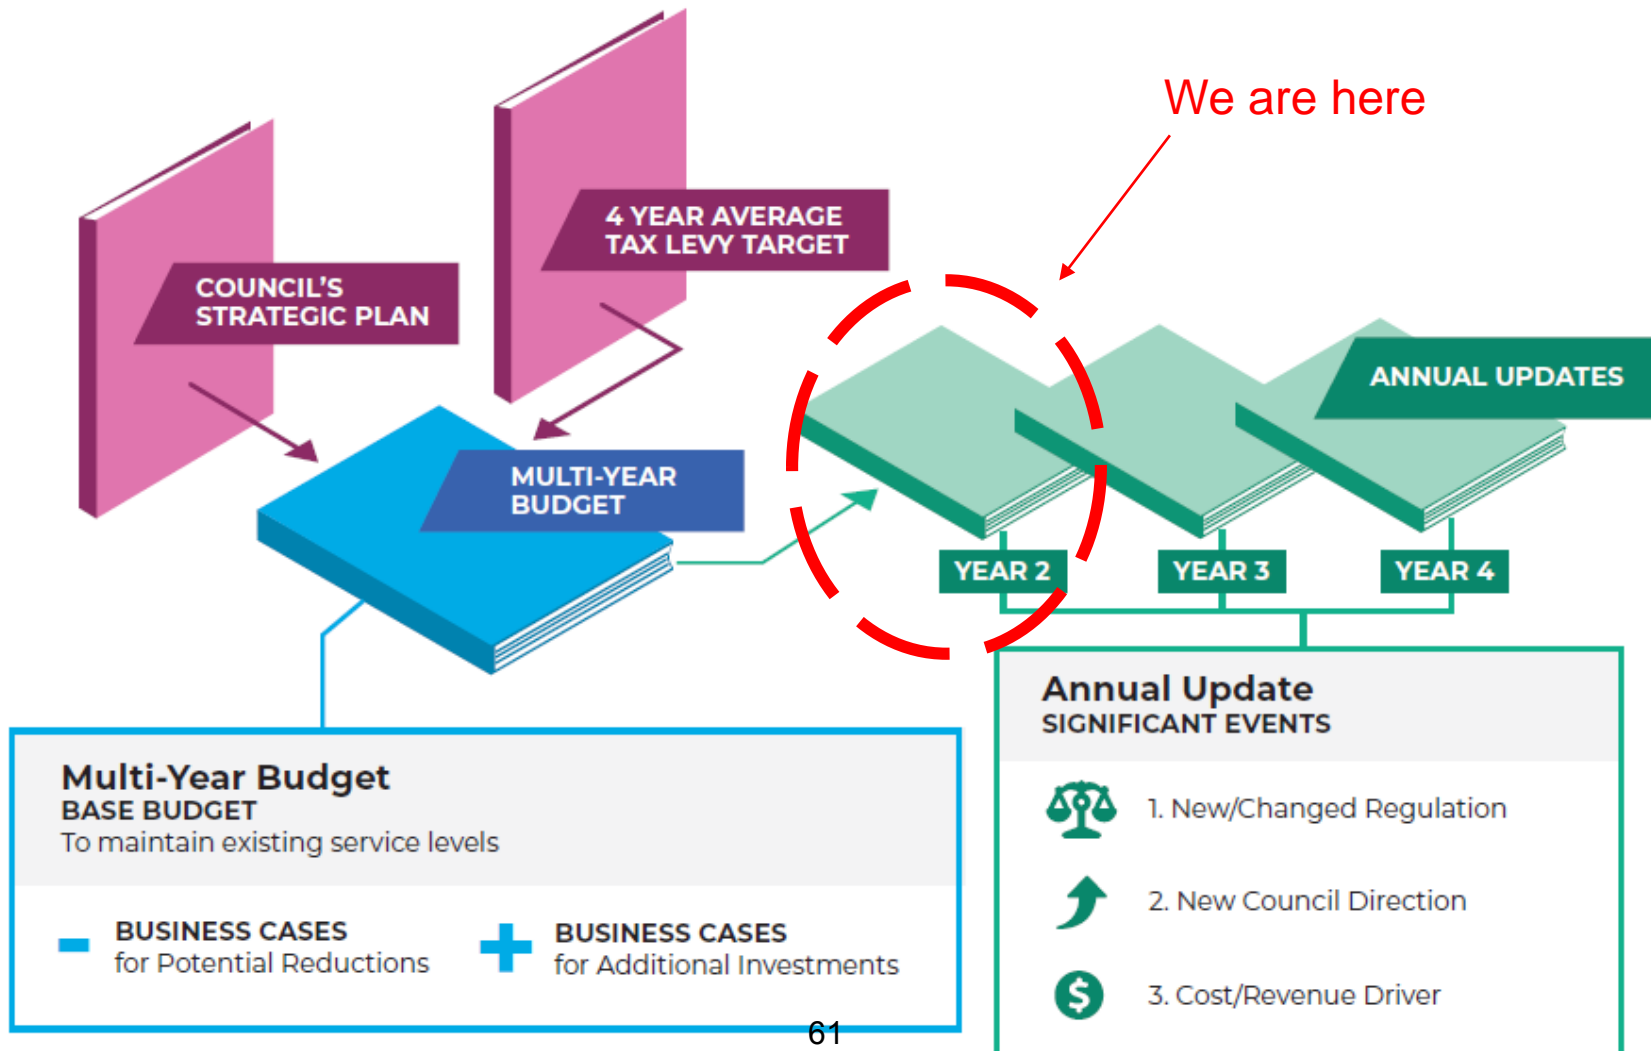 We are here
4 YEAR AVERAGE
TAX LEVY TARGET
COUNCIL'S
STRATEGIC PLAN
ANNUAL UPDATES
MULTI-YEAR
BUDGET
YEAR 2
YEAR 3
YEAR 4
Multi-Year Budget
BASE BUDGET
To maintain existing service levels
BUSINESS CASES
for Potential Reductions
BUSINESS CASES
for Additional Investments
Annual Update
SIGNIFICANT EVENTS
1. New/Changed Regulation
2. New Council Direction
3. Cost/Revenue Driver
61